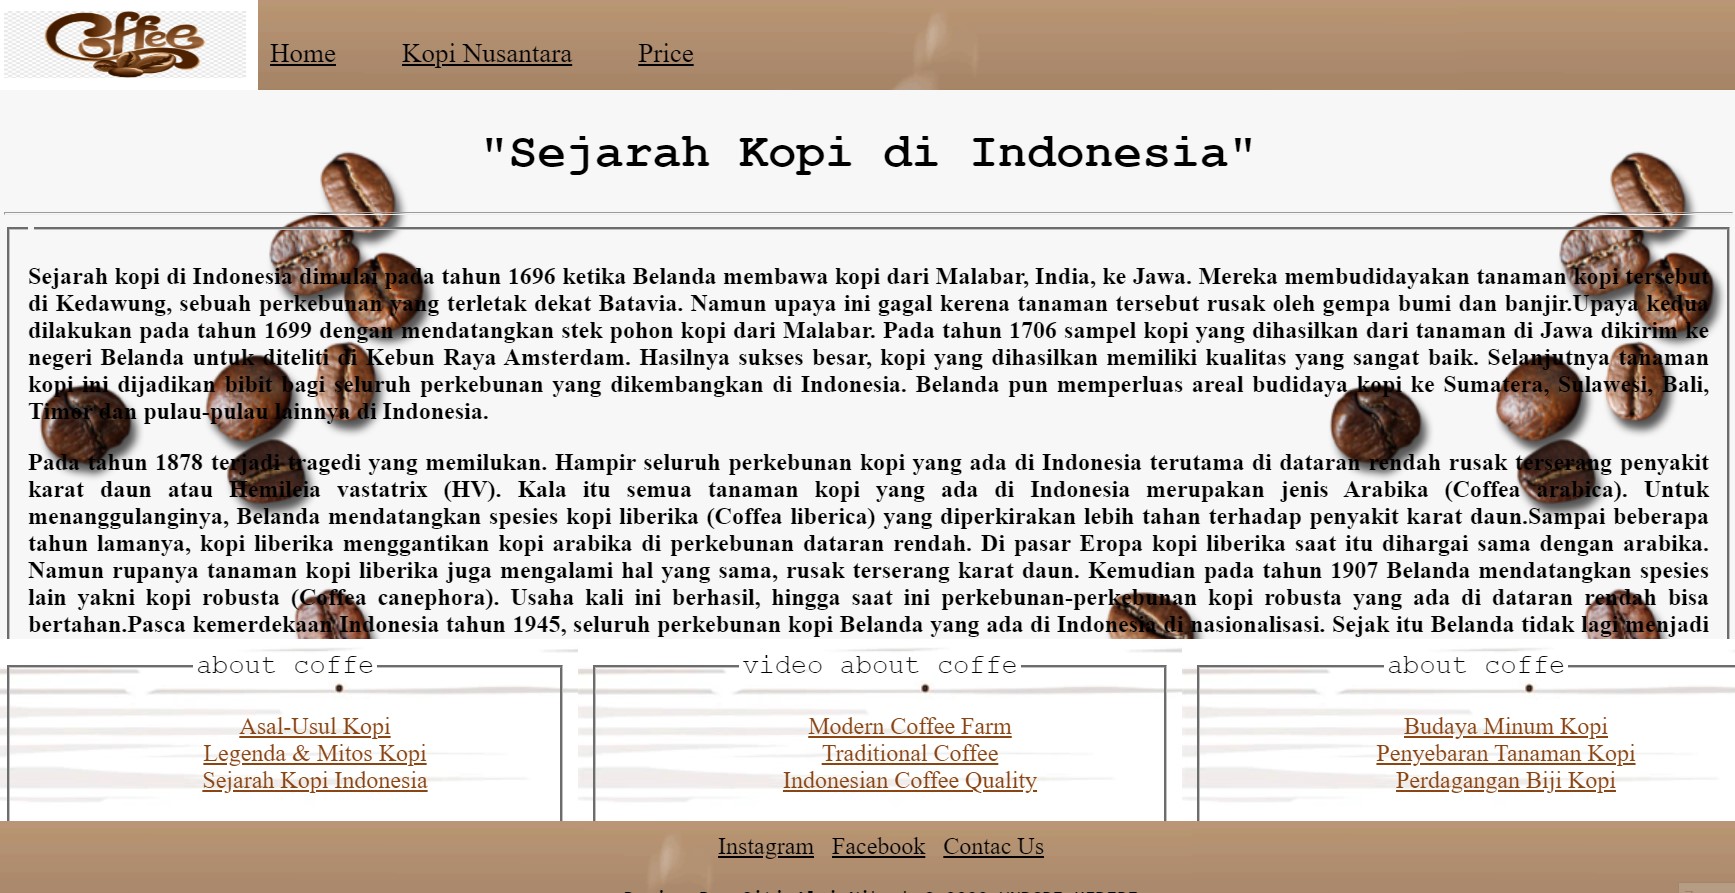 Coffee
Home Kopi Nusantara Price
"Sejarah Kopi di Indonesia"
Sejarah kopi di Indonesia dimulai pada tahun 1696 ketika Belanda membawa kopi dari Malabar, India, ke Jawa. Mereka membudidayakan tanaman kopi tersebut
di Kedawung, sebuah perkebunan yang terletak dekat Batavia. Namun upaya ini gagal kerena tanaman tersebut rusak oleh gempa bumi dan banjir.Upaya kedua
dilakukan pada tahun 1699 dengan mendatangkan stek pohon kopi dari Malabar. Pada tahun 1706 sampel kopi yang dihasilkan dari tanaman di Jawa dikirim ke
negeri Belanda untuk diteliti di Kebun Raya Amsterdam. Hasilnya sukses besar, kopi yang dihasilkan memiliki kualitas yang sangat baik. Selanjutnya tanaman
kopi ini dijadikan bibit bagi seluruh perkebunan yang dikembangkan di Indonesia. Belanda pun memperluas areal budidaya kopi ke Sumatera, Sulawesi, Bali,
Timor dan pulau-pulau lainnya di Indonesia.
Pada tahun 1878 terjadi tragedi yang memilukan. Hampir seluruh perkebunan kopi yang ada di Indonesia terutama di dataran rendah rusak terserang penyakit
karat daun atau Hemileia vastatrix (HV). Kala itu semua tanaman kopi yang ada di Indonesia merupakan jenis Arabika (Coffea arabica). Untuk
menanggulanginya, Belanda mendatangkan spesies kopi liberika (Coffea liberica) yang diperkirakan lebih tahan terhadap penyakit karat daun.Sampai beberapa
tahun lamanya, kopi liberika menggantikan kopi arabika di perkebunan dataran rendah. Di pasar Eropa kopi liberika saat itu dihargai sama dengan arabika.
Namun rupanya tanaman kopi liberika juga mengalami hal yang sama, rusak terserang karat daun. Kemudian pada tahun 1907 Belanda mendatangkan spesies
lain yakni kopi robusta (Coffea canephora). Usaha kali ini berhasil, hingga saat ini perkebunan-perkebunan kopi robusta yang ada di dataran rendah bisa
bertahan.Pasca kemerdekaan Indonesia tahun 1945, seluruh perkebunan kopi Belanda yang ada di Indonesia di nasionalisasi. Sejak itu Belanda tidak lagi menjadi
about coffe
Asal-Usul Kopi
Legenda & Mitos Kopi
Sejarah Kopi Indonesia
video about coffe
Modern Coffee Farm
Traditional Coffee
Indonesian Coffee Quality
about coffe
Budaya Minum Kopi
Penyebaran Tanaman Kopi
Perdagangan Biji Kopi
Instagram Facebook Contac Us